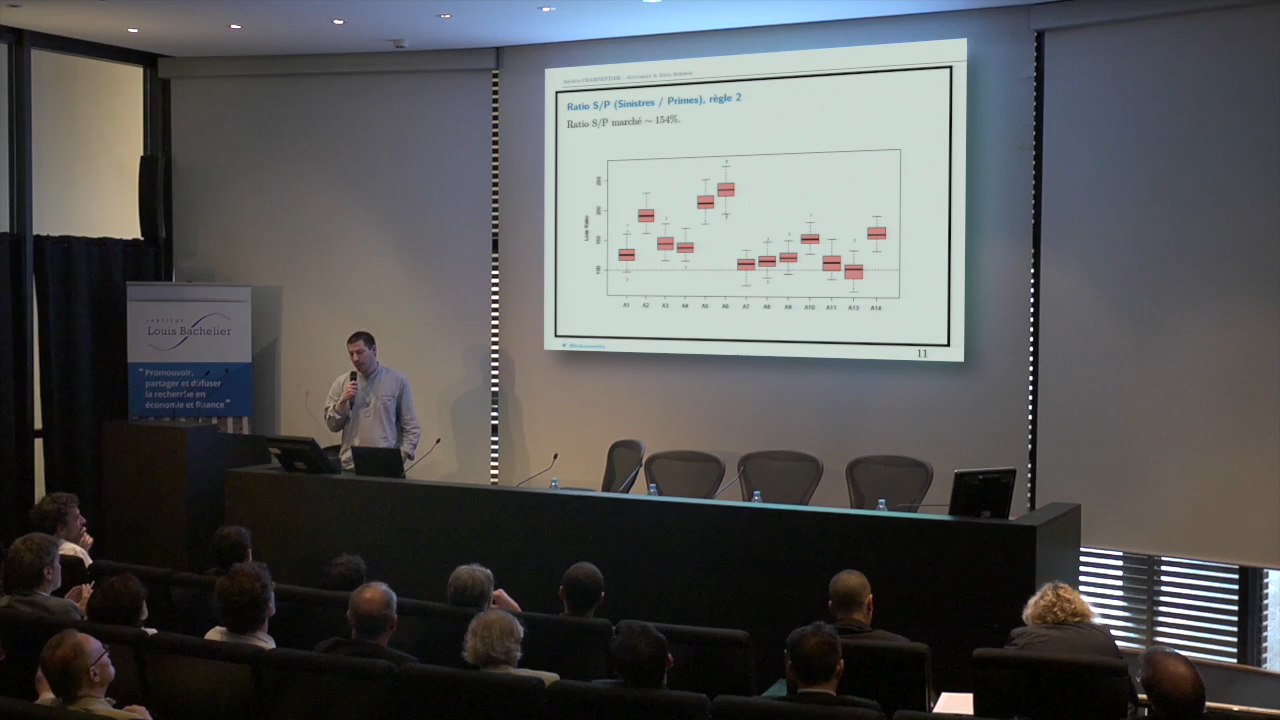 Arthur CHARPENTIER - Actuariat & Data Science
Ratio S/P (Sinistres / Primes), règle 2
Ratio S/P marché ~ 154%.
Loss Ratio
250
200
150
100
A1 A2 A3 A4 A5 A6 A7 A8 A9 A10 A11 A13 A14
11
INSTITUT
Louis Bachelier
"Promouvoir,
partager et diffuser
la recherche en
économie et finance"